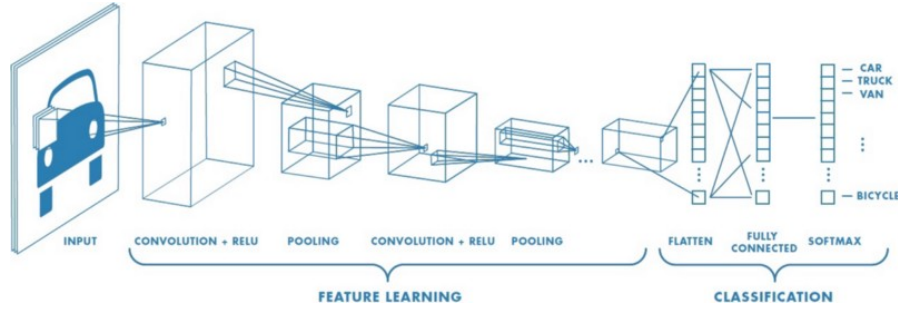 CAR
TRUCK
VAN
BICYCLE
INPUT
CONVOLUTION + RELU
POOLING
CONVOLUTION + RELU
POOLING
FLATTEN
FULLY
CONNECTED
SOFTMAX
FEATURE LEARNING
CLASSIFICATION